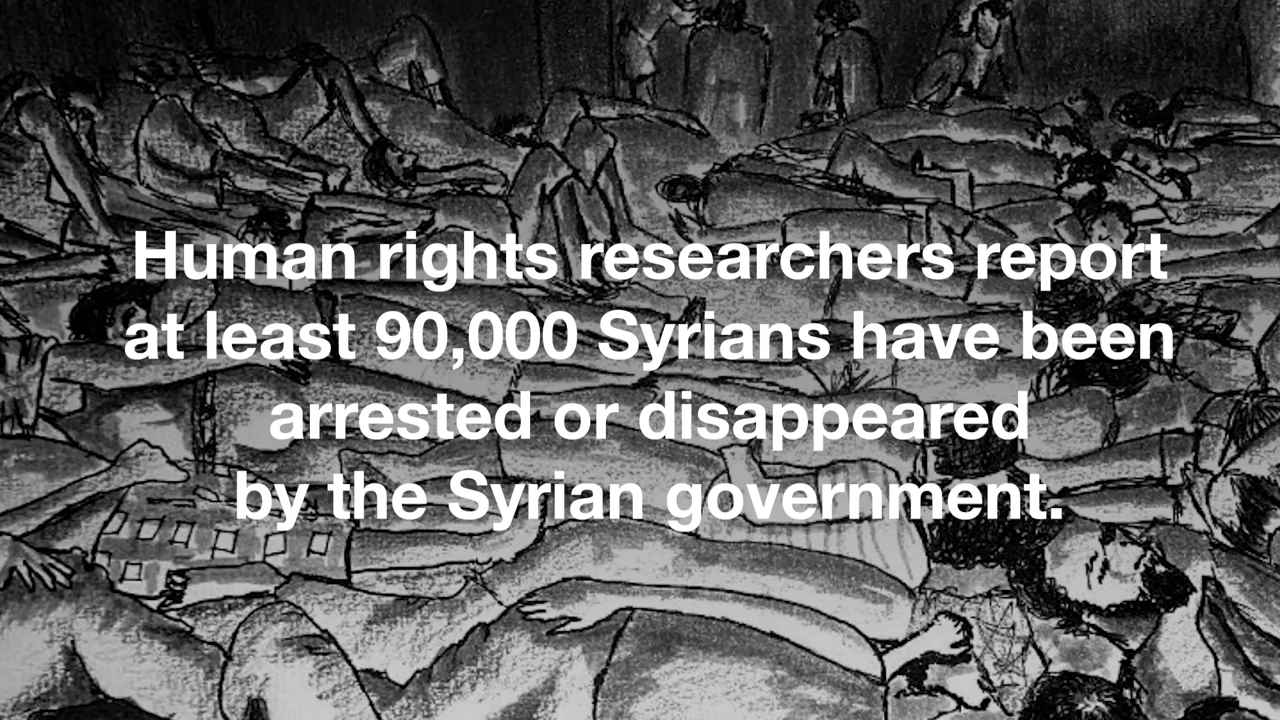 Human rights researchers report
at least 90,000 Syrians have been
arrested or disappeared
by the Syrian government.